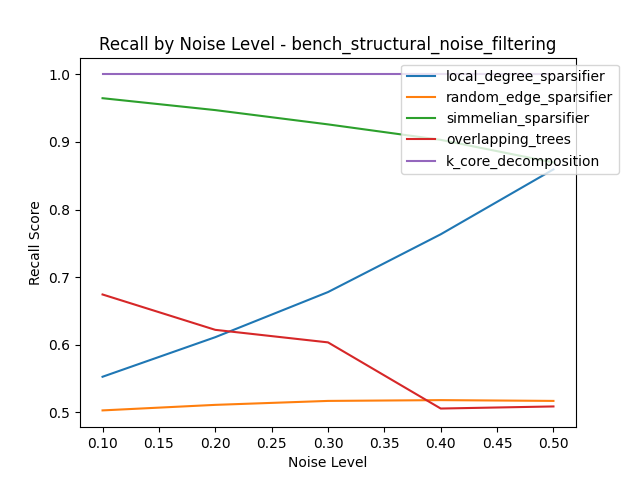 Recall by Noise Level - bench_structural_noise_filtering
local_degree_sparsifier
random_edge_sparsifier
simmelian_sparsifier
overlapping_trees
k_core_decomposition
1.0
0.9
0.8
0.7
0.6
0.5
Recall Score
0.10 0.15 0.20 0.25 0.30 0.35 0.40 0.45 0.50
Noise Level